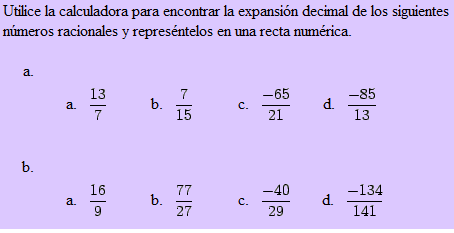 Utilice la calculadora para encontrar la expansión decimal de los siguientes
números racionales y represéntelos en una recta numérica.
a.
a. 13/7 b. 7/15 c. -65/21 d. -85/13
b.
a. 16/9 b. 77/27 c. -40/29 d. -134/141